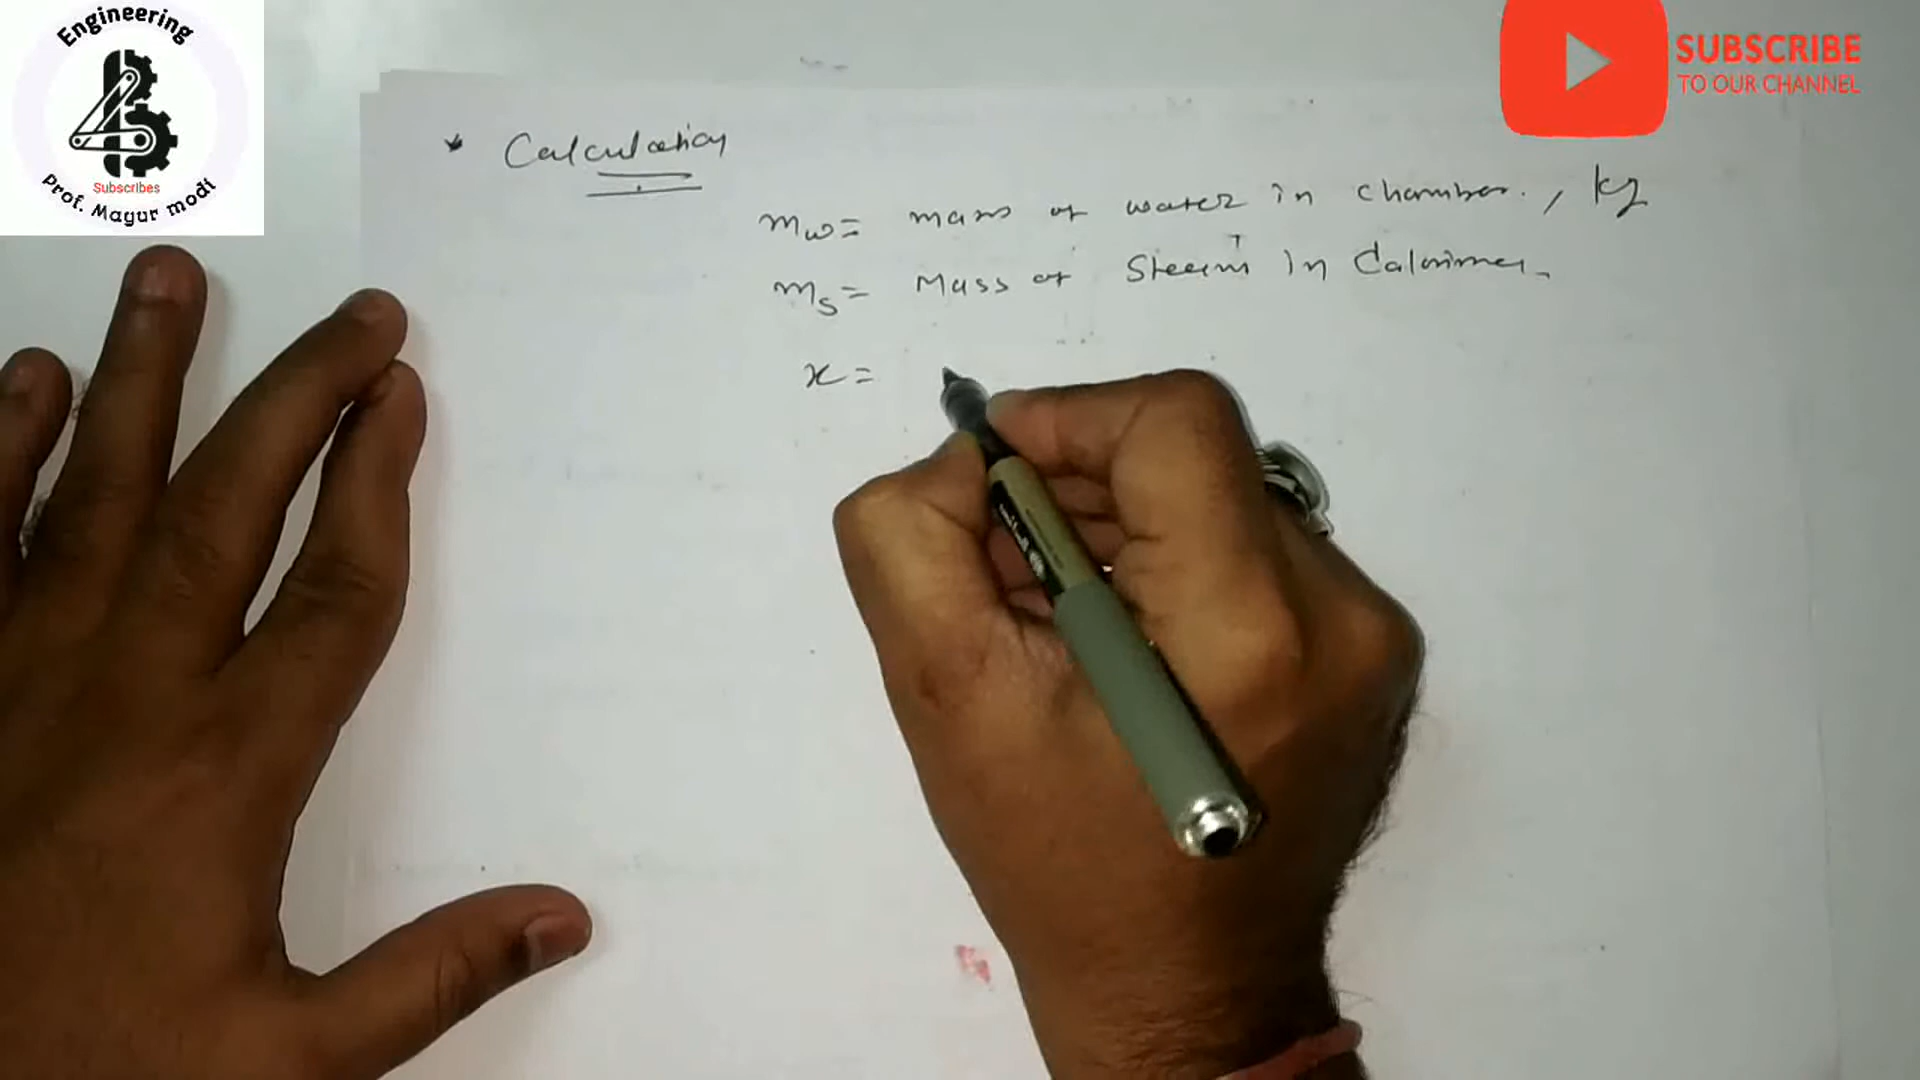 Engineering
Subscribes
Prof. Mayur modi
SUBSCRIBE
TO OUR CHANNEL
* Calculation
mw = mass of water in chamber., kg
ms = Mass of Steam in
x =